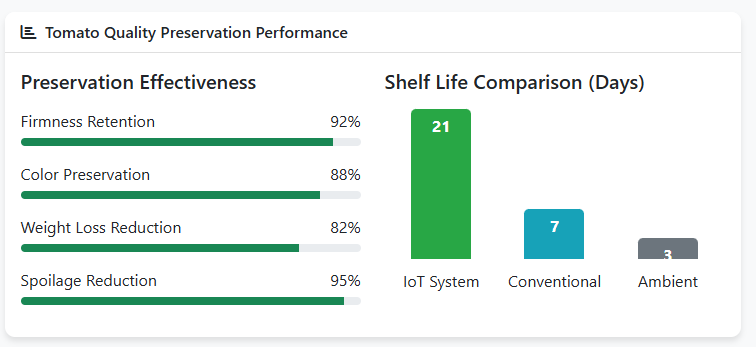 Tomato Quality Preservation Performance
Preservation Effectiveness
Firmness Retention 92%
Color Preservation 88%
Weight Loss Reduction 82%
Spoilage Reduction 95%
Shelf Life Comparison (Days)
21
7
3
IoT System Conventional Ambient